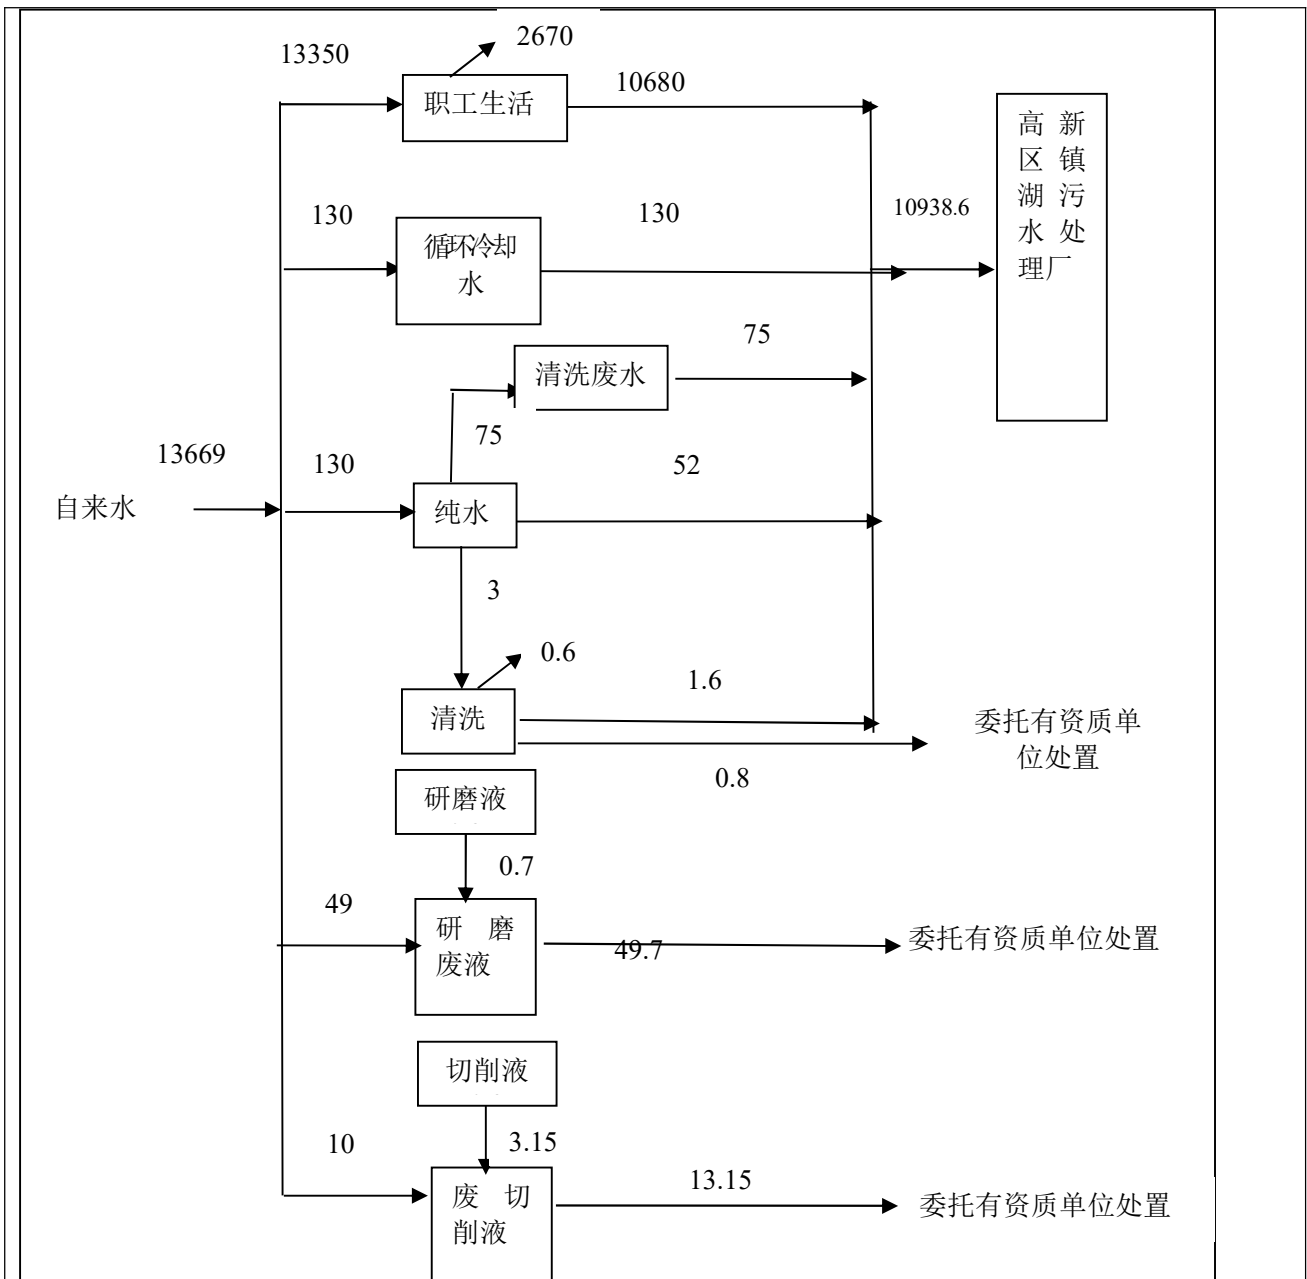 13350
2670
职工生活
10680
高 新
区 镇
湖 污
水 处
理厂
130
循环冷却
水
130
10938.6
清洗废水
75
75
13669
自来水
130
纯水
52
3
清洗
0.6
1.6
0.8
委托有资质单
位处置
研磨液
0.7
49
研 磨
废液
49.7
委托有资质单位处置
切削液
3.15
10
废 切
削液
13.15
委托有资质单位处置